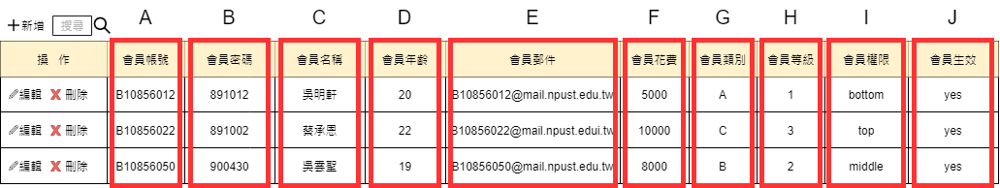 A B C D E F G H I J
+新增 搜尋
操 作 會員帳號 會員密碼 會員名稱 會員年齡 會員郵件 會員花費 會員類別 會員等級 會員權限 會員生效
編輯 刪除 B10856012 891012 吳明軒 20 B10856012@mail.npust.edu.tw 5000 A 1 bottom yes
編輯 刪除 B10856022 891002 蔡承恩 22 B10856022@mail.npust.edui.tw 10000 C 3 top yes
編輯 刪除 B10856050 900430 吳雲聖 19 B10856050@mail.npust.edu.tw 8000 B 2 middle yes